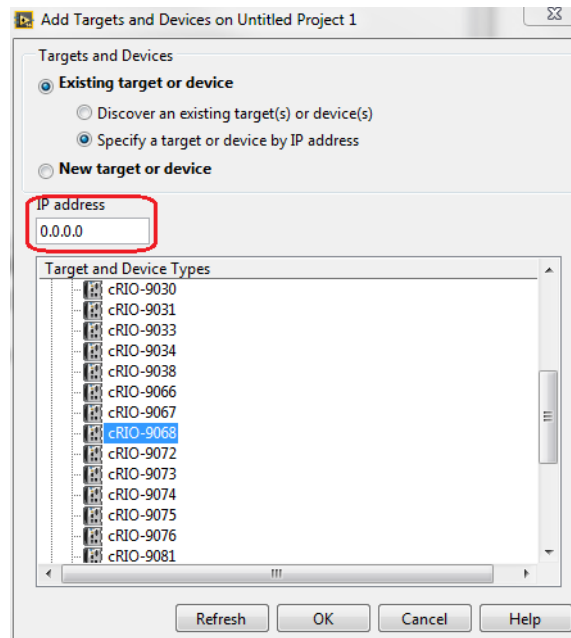 Add Targets and Devices on Untitled Project 1
Targets and Devices
Existing target or device
Discover an existing target(s) or device(s)
Specify a target or device by IP address
New target or device
IP address
0.0.0.0
Target and Device Types
cRIO-9030
cRIO-9031
cRIO-9033
cRIO-9034
cRIO-9038
cRIO-9066
cRIO-9067
cRIO-9068
cRIO-9072
cRIO-9073
cRIO-9074
cRIO-9075
cRIO-9076
cRIO-9081
Refresh OK Cancel Help